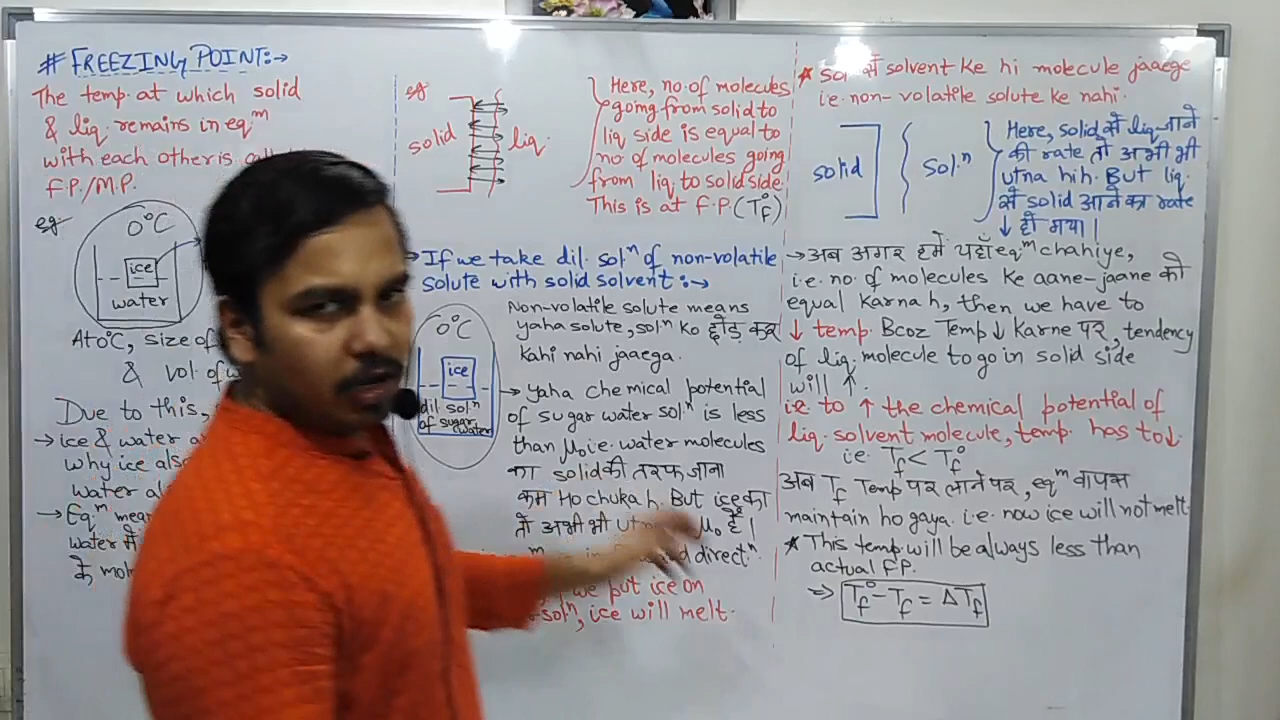 # FREEZING POINT:→
The temp. at which solid
& liq. remains in eqᵐ
with each other is
F.P./M.P.
eg
0°C
ice
water
At 0°C, size of
& vol. of
Due to this,
→ ice & water
why ice
water
→ Eqᵐ
water में
के
eg
solid
liq.
Here, no. of molecules
going from solid to
liq side is equal to
no of molecules going
from liq. to solid side.
This is at F.P. (T°f)
→ If we take dil. solⁿ of non-volatile
solute with solid solvent:→
0°C
ice
dil solⁿ
of sugar
water
Non-volatile solute means
yaha solute, solⁿ ko छोड़ कर
kahi nahi jaaega.
→ Yaha chemical potential
of sugar water solⁿ is less
than μ₀ i.e. water molecules
का solid की तरफ जाना
कम Ho chuka h. But ice का
तो अभी भी utna μ₀ है।
directⁿ.
we put ice on
solⁿ, ice will melt.
* Solⁿ से solvent ke hi molecule jaaege
i.e. non-volatile solute ke nahi.
solid
Solⁿ
Here, solid से liq जाने
की rate तो अभी भी
utna hi h. But liq.
से solid आने का rate
↓ हो गया।
→ अब अगर हमे यहाँ eqᵐ chahiye,
i.e. no. of molecules ke aane-jaane को
equal karna h, then we have to
↓ temp. Bcoz Temp ↓ karne पर, tendency
of liq. molecule to go in solid side
will ↑.
i.e. to ↑ the chemical potential of
liq. solvent molecule, temp. has to ↓.
i.e. Tf < T°f
अब Tf Temp पर लाने पर, eqᵐ वापस
maintain ho gaya. i.e. now ice will not melt.
* This temp. will be always less than
actual F.P.
⇒ T°f - Tf = ΔTf